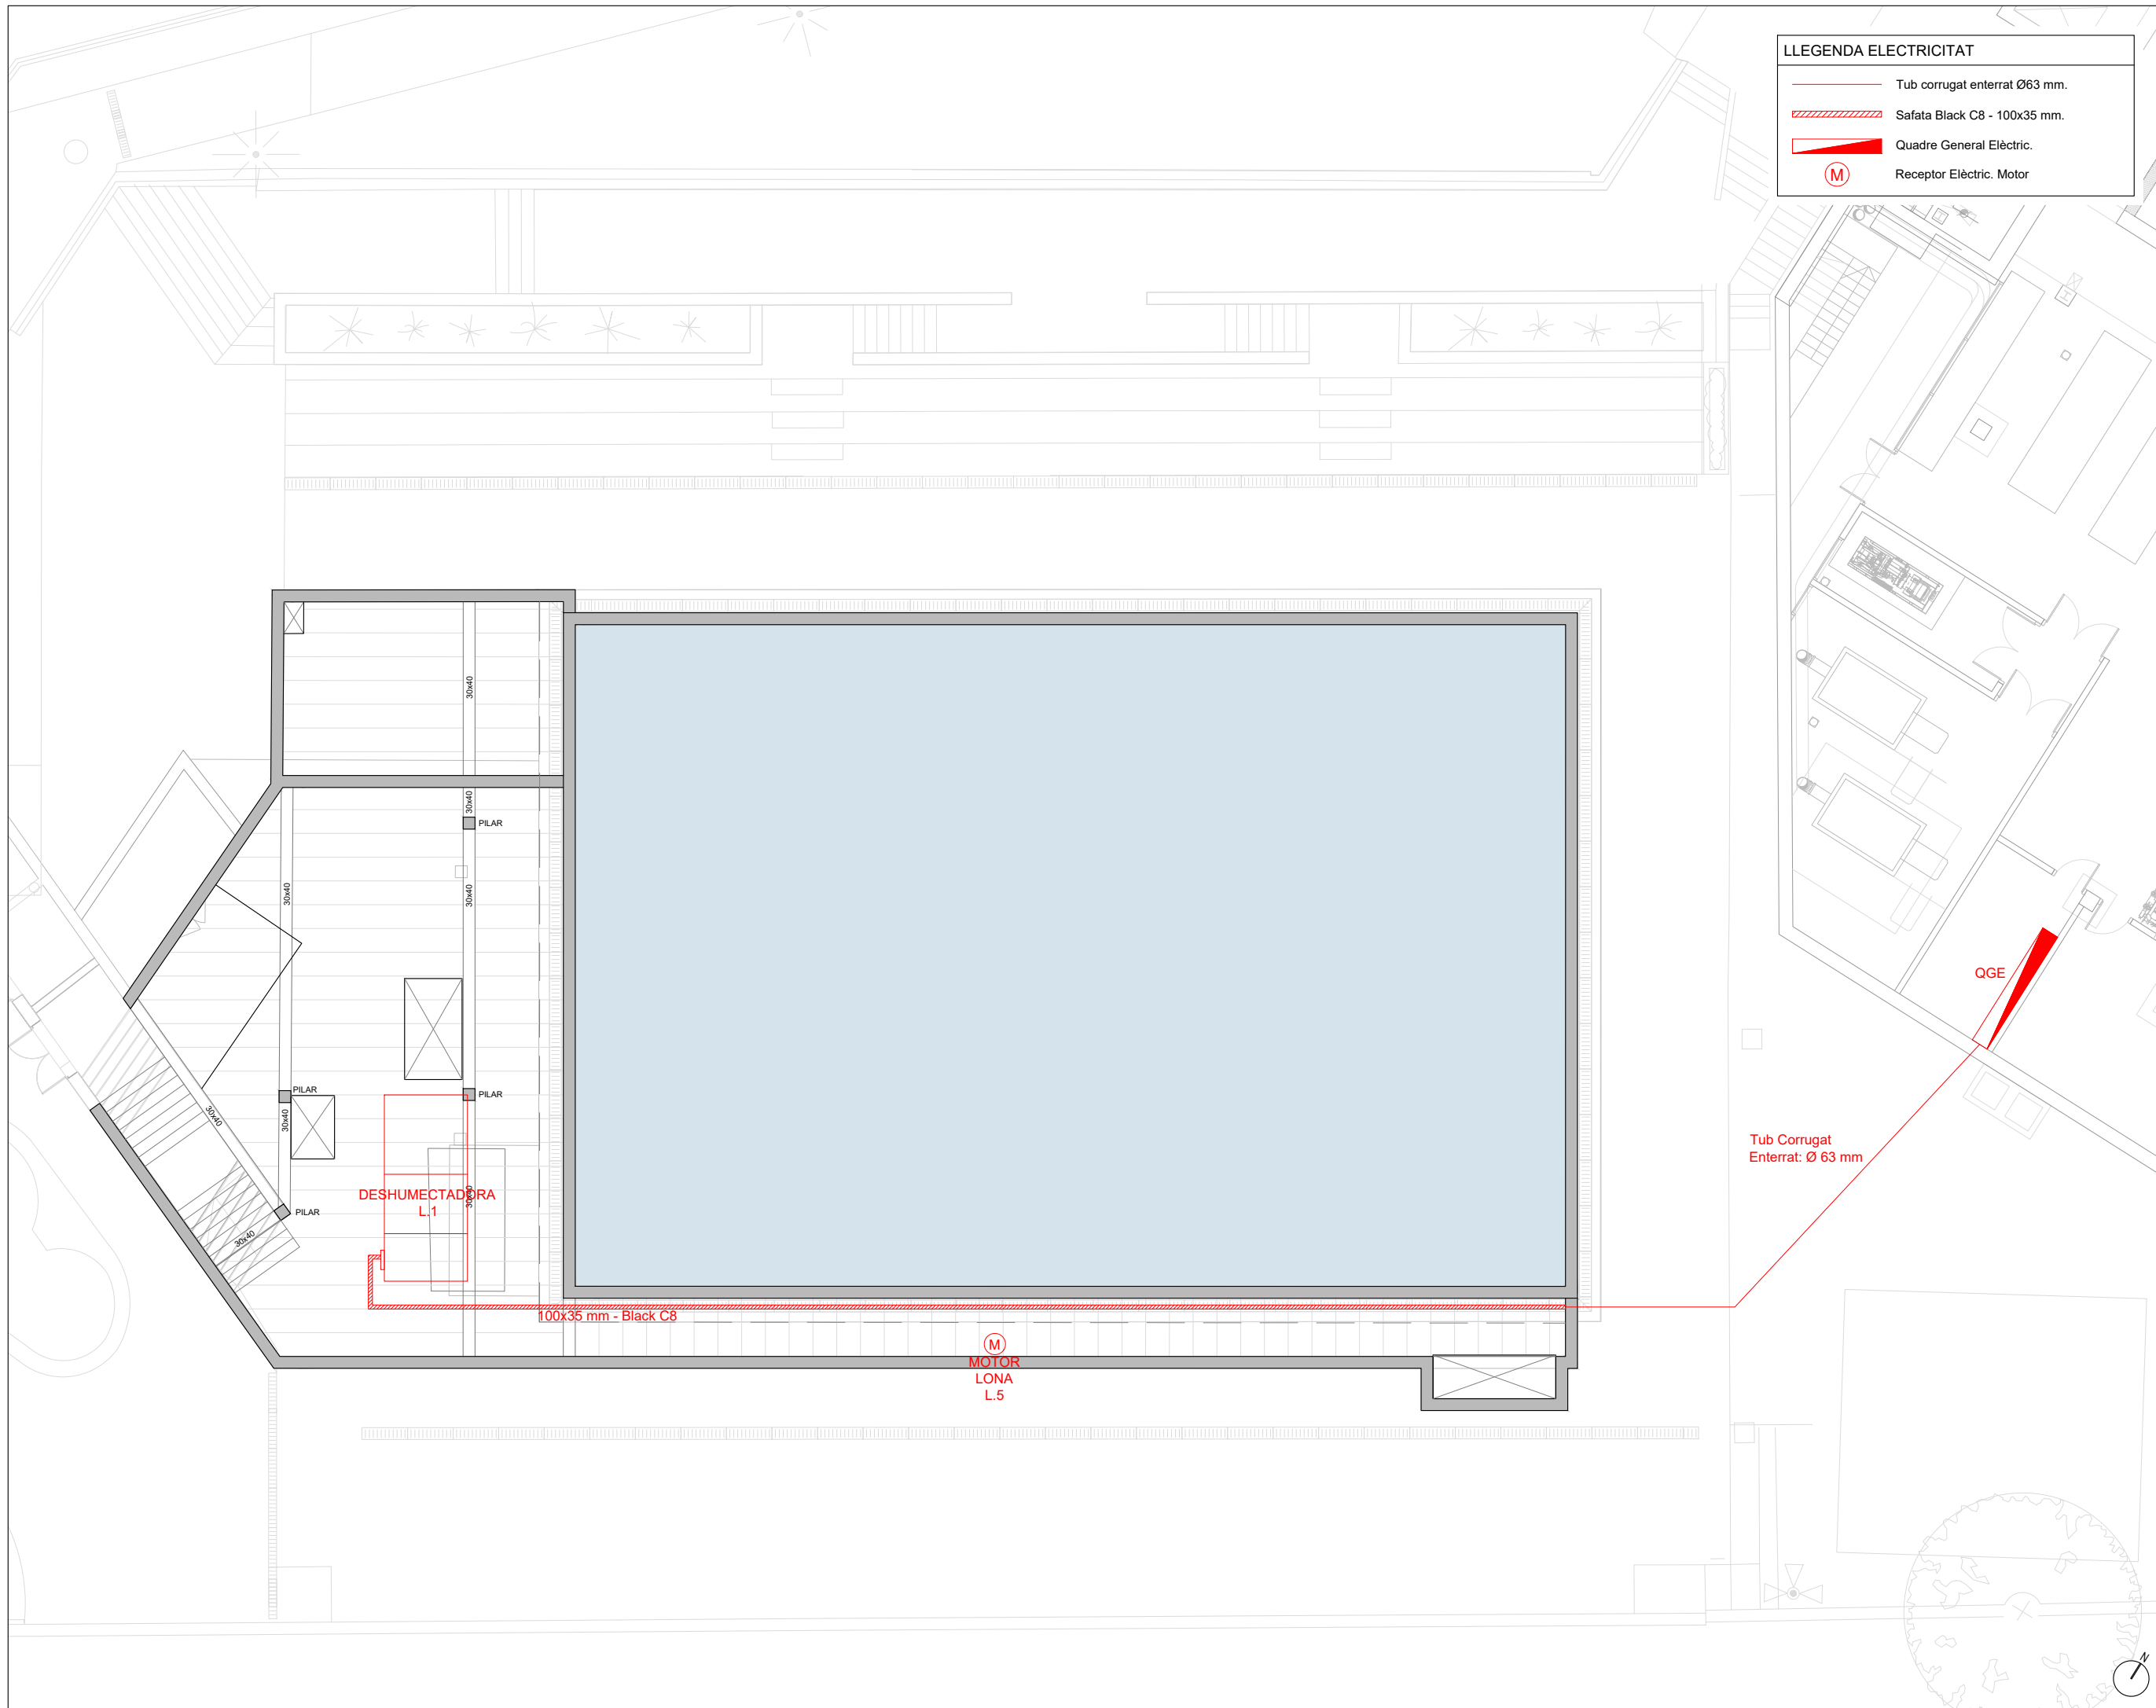 LLEGENDA ELECTRICITAT
Tub corrugat enterrat Ø63 mm.
Safata Black C8 - 100x35 mm.
Quadre General Elèctric.
M
Receptor Elèctric. Motor
30x40
30x40
PILAR
30x40
30x40
QGE
PILAR
PILAR
30x40
30x40
Tub Corrugat
Enterrat: Ø 63 mm
DESHUMECTADORA
L.1
30x40
PILAR
30x40
100x35 mm - Black C8
M
MOTOR
LONA
L.5
N